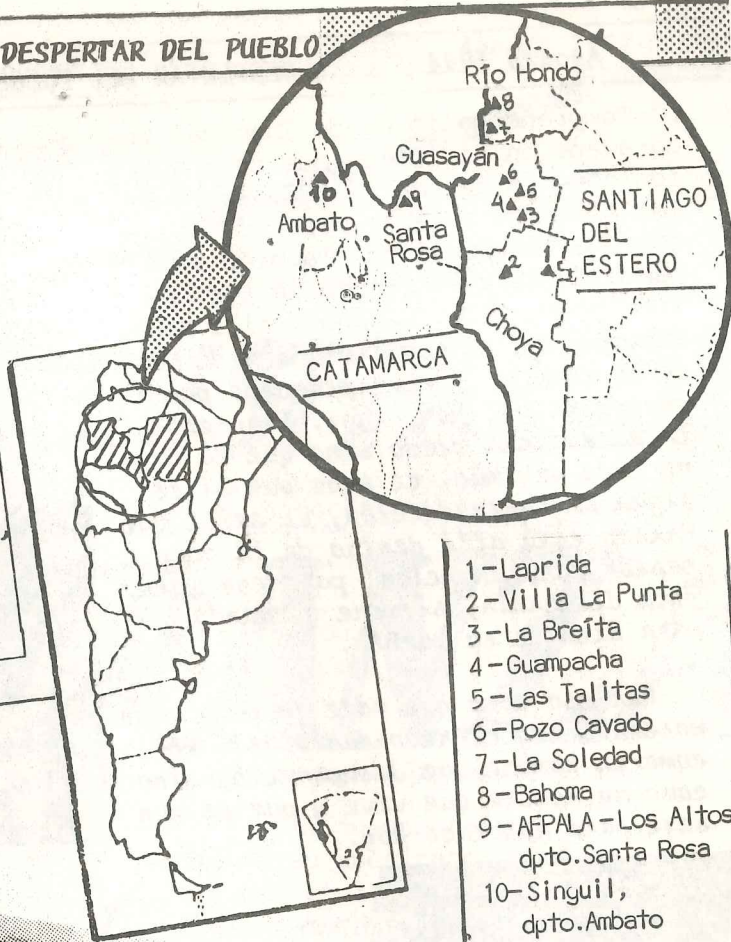 DESPERTAR DEL PUEBLO
Río Hondo
8
7
Guasayán
6
4
3
10
Ambato
9
Santa
Rosa
SANTIAGO
DEL
ESTERO
2 1
Choya
CATAMARCA
1-Laprida
2-Villa La Punta
3-La Breíta
4-Guampacha
5-Las Talitas
6-Pozo Cavado
7-La Soledad
8-Bahoma
9-AFPALA-Los Altos
dpto.Santa Rosa
10-Singuil,
dpto.Ambato